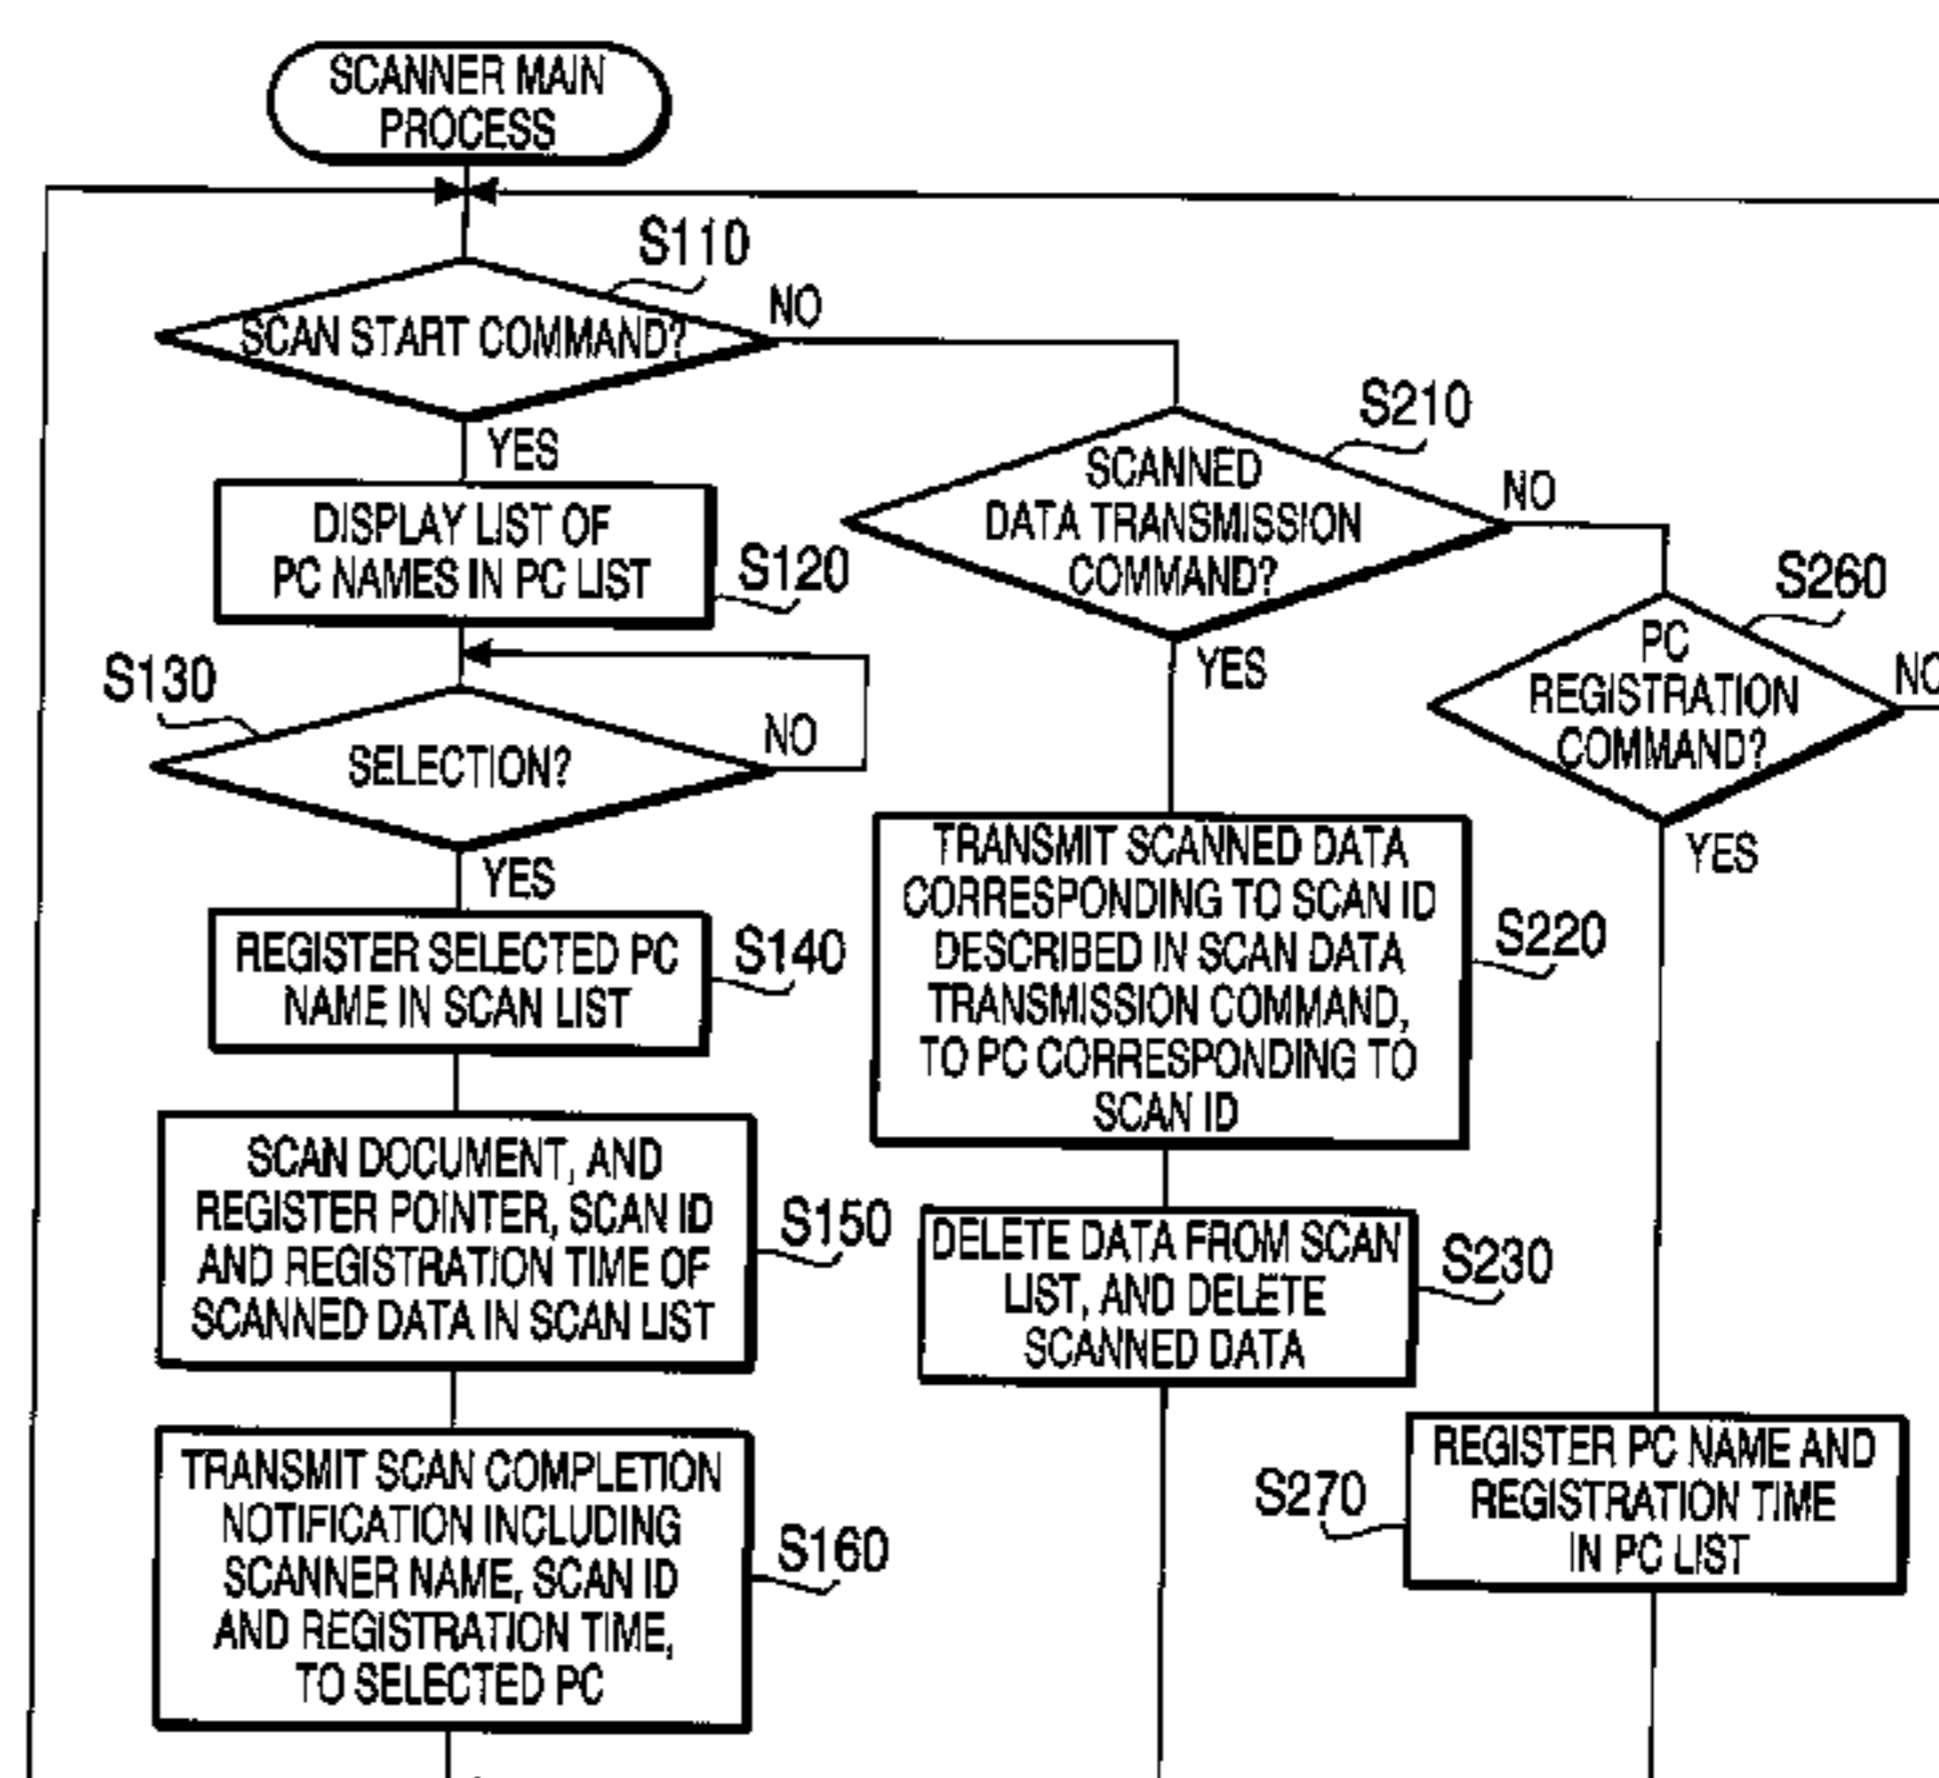 SCANNER MAIN
PROCESS
S110
SCAN START COMMAND?
NO
YES
DISPLAY LIST OF
PC NAMES IN PC LIST
S120
S130
SELECTION?
NO
YES
REGISTER SELECTED PC
NAME IN SCAN LIST
S140
SCAN DOCUMENT, AND
REGISTER POINTER, SCAN ID
AND REGISTRATION TIME OF
SCANNED DATA IN SCAN LIST
S150
TRANSMIT SCAN COMPLETION
NOTIFICATION INCLUDING
SCANNER NAME, SCAN ID
AND REGISTRATION TIME,
TO SELECTED PC
S160
S210
SCANNED
DATA TRANSMISSION
COMMAND?
NO
YES
TRANSMIT SCANNED DATA
CORRESPONDING TO SCAN ID
DESCRIBED IN SCAN DATA
TRANSMISSION COMMAND,
TO PC CORRESPONDING TO
SCAN ID
S220
DELETE DATA FROM SCAN
LIST, AND DELETE
SCANNED DATA
S230
S260
PC
REGISTRATION
COMMAND?
NO
YES
REGISTER PC NAME AND
REGISTRATION TIME
IN PC LIST
S270